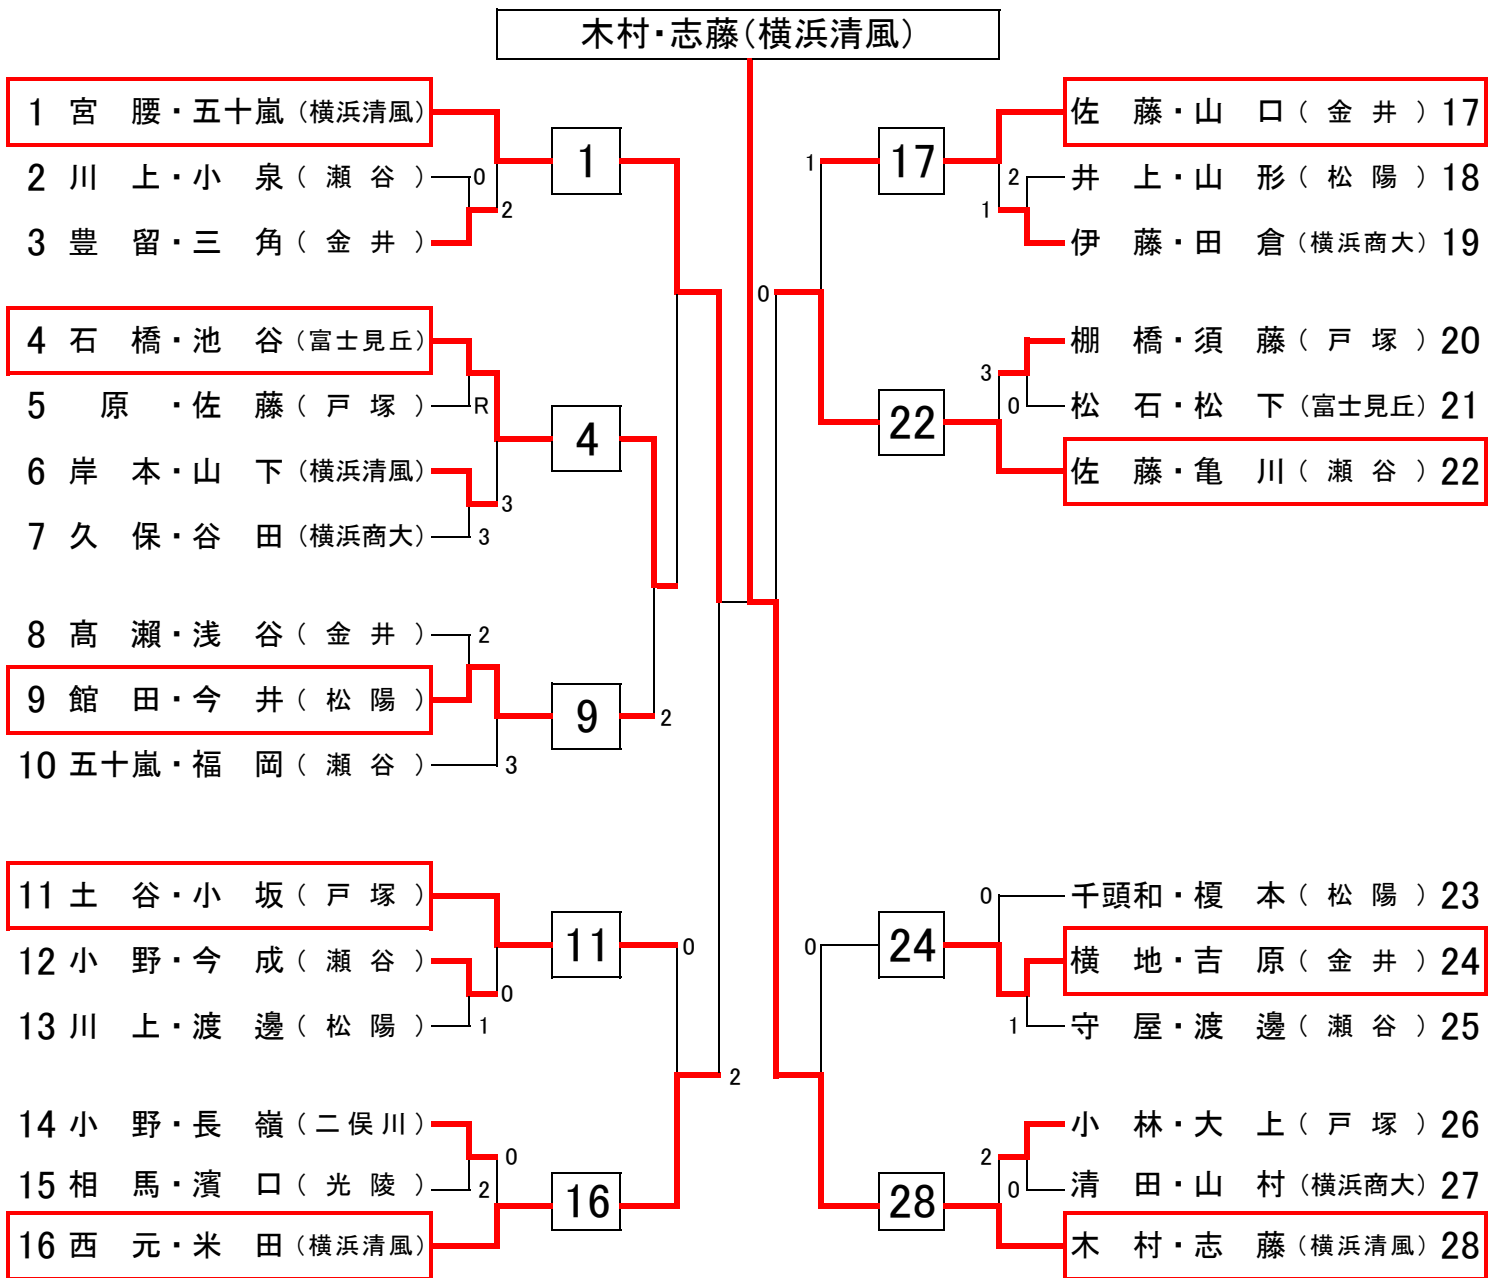 木村・志藤(横浜清風)
1 宮 腰・五十嵐 (横浜清風)
2 川 上・小 泉 ( 瀬 谷 ) 0
2
3 豊 留・三 角 ( 金 井 )
1
4 石 橋・池 谷 (富士見丘)
5 原 ・佐 藤 ( 戸 塚 ) R
4
6 岸 本・山 下 (横浜清風)
3
7 久 保・谷 田 (横浜商大) 3
8 髙 瀨・浅 谷 ( 金 井 ) 2
9 館 田・今 井 ( 松 陽 )
9
2
10 五十嵐・福 岡 ( 瀬 谷 ) 3
11 土 谷・小 坂 ( 戸 塚 )
11
0
12 小 野・今 成 ( 瀬 谷 )
0
13 川 上・渡 邊 ( 松 陽 ) 1
2
14 小 野・長 嶺 ( 二 俣 川 )
0
15 相 馬・濱 口 ( 光 陵 ) 2
16
16 西 元・米 田 (横浜清風)
佐 藤・山 口 ( 金 井 ) 17
1
17
2 井 上・山 形 ( 松 陽 ) 18
1
伊 藤・田 倉 (横浜商大) 19
0
棚 橋・須 藤 ( 戸 塚 ) 20
3
0 松 石・松 下 (富士見丘) 21
22
佐 藤・亀 川 ( 瀬 谷 ) 22
0 千頭和・榎 本 ( 松 陽 ) 23
0
24
横 地・吉 原 ( 金 井 ) 24
1 守 屋・渡 邊 ( 瀬 谷 ) 25
小 林・大 上 ( 戸 塚 ) 26
2
0 清 田・山 村 (横浜商大) 27
28
木 村・志 藤 (横浜清風) 28